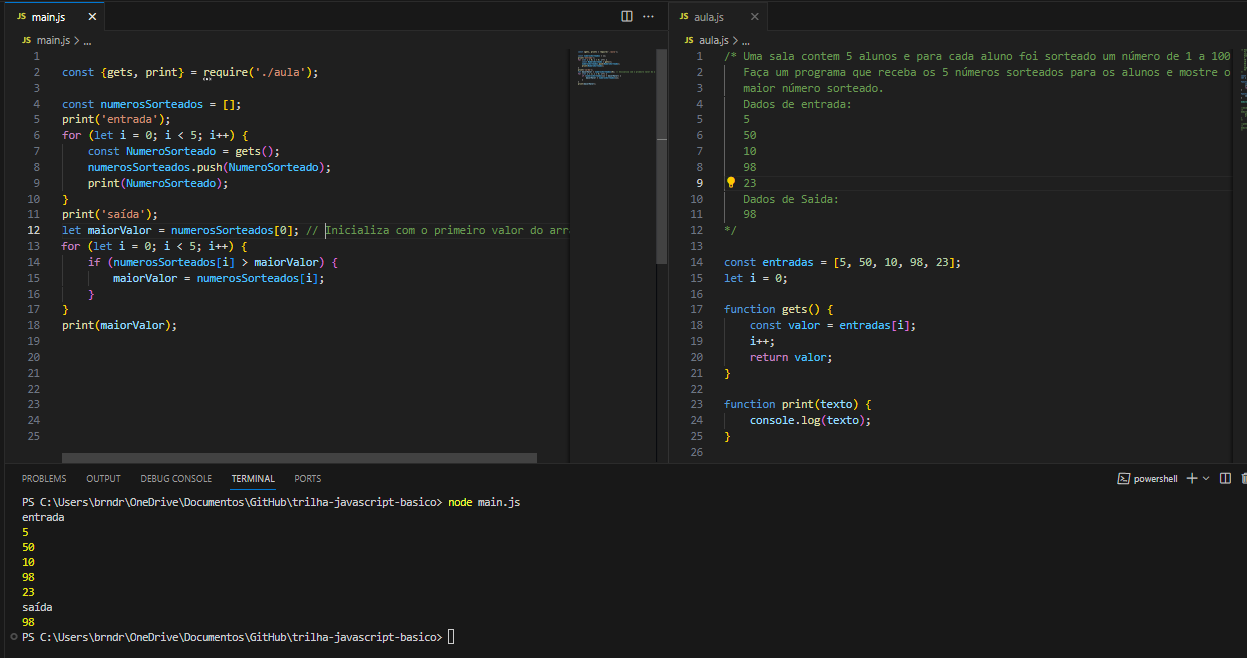 JS main.js ×
JS main.js > ...
1
2 const {gets, print} = require('./aula');
3
4 const numerosSorteados = [];
5 print('entrada');
6 for (let i = 0; i < 5; i++) {
7 const NumeroSorteado = gets();
8 numerosSorteados.push(NumeroSorteado);
9 print(NumeroSorteado);
10 }
11 print('saída');
12 let maiorValor = numerosSorteados[0]; // Inicializa com o primeiro valor do arr
13 for (let i = 0; i < 5; i++) {
14 if (numerosSorteados[i] > maiorValor) {
15 maiorValor = numerosSorteados[i];
16 }
17 }
18 print(maiorValor);
19
20
21
22
23
24
25
JS aula.js ×
JS aula.js > ...
1 /* Uma sala contem 5 alunos e para cada aluno foi sorteado um número de 1 a 100
2 Faça um programa que receba os 5 números sorteados para os alunos e mostre o
3 maior número sorteado.
4 Dados de entrada:
5 5
6 50
7 10
8 98
9 23
10 Dados de Saida:
11 98
12 */
13
14 const entradas = [5, 50, 10, 98, 23];
15 let i = 0;
16
17 function gets() {
18 const valor = entradas[i];
19 i++;
20 return valor;
21 }
22
23 function print(texto) {
24 console.log(texto);
25 }
26
PROBLEMS OUTPUT DEBUG CONSOLE TERMINAL PORTS
powershell
PS C:\Users\brndr\OneDrive\Documentos\GitHub\trilha-javascript-basico> node main.js
entrada
5
50
10
98
23
saída
98
PS C:\Users\brndr\OneDrive\Documentos\GitHub\trilha-javascript-basico>